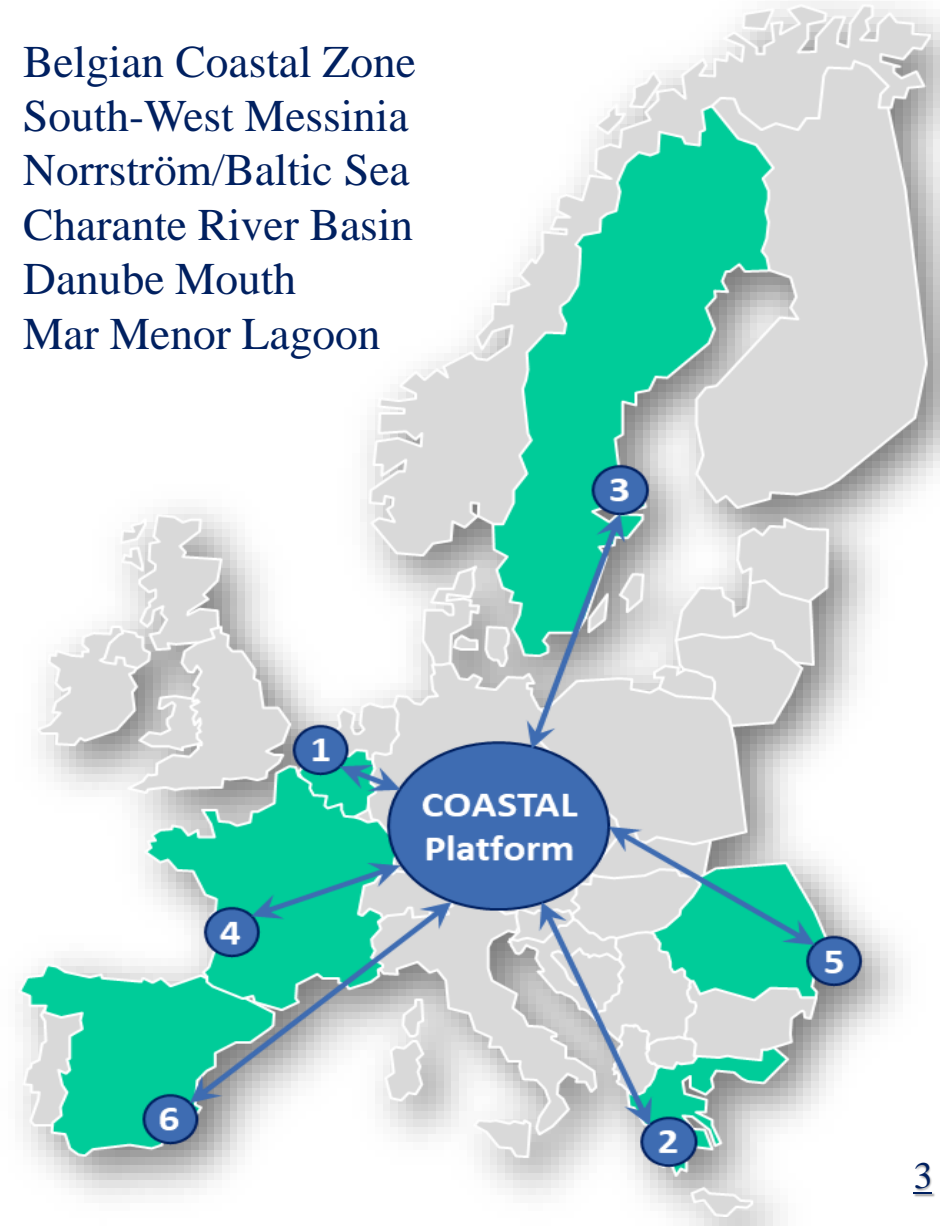 Belgian Coastal Zone
South-West Messinia
Norrström/Baltic Sea
Charante River Basin
Danube Mouth
Mar Menor Lagoon
3
1
COASTAL
Platform
4
5
6
2
3